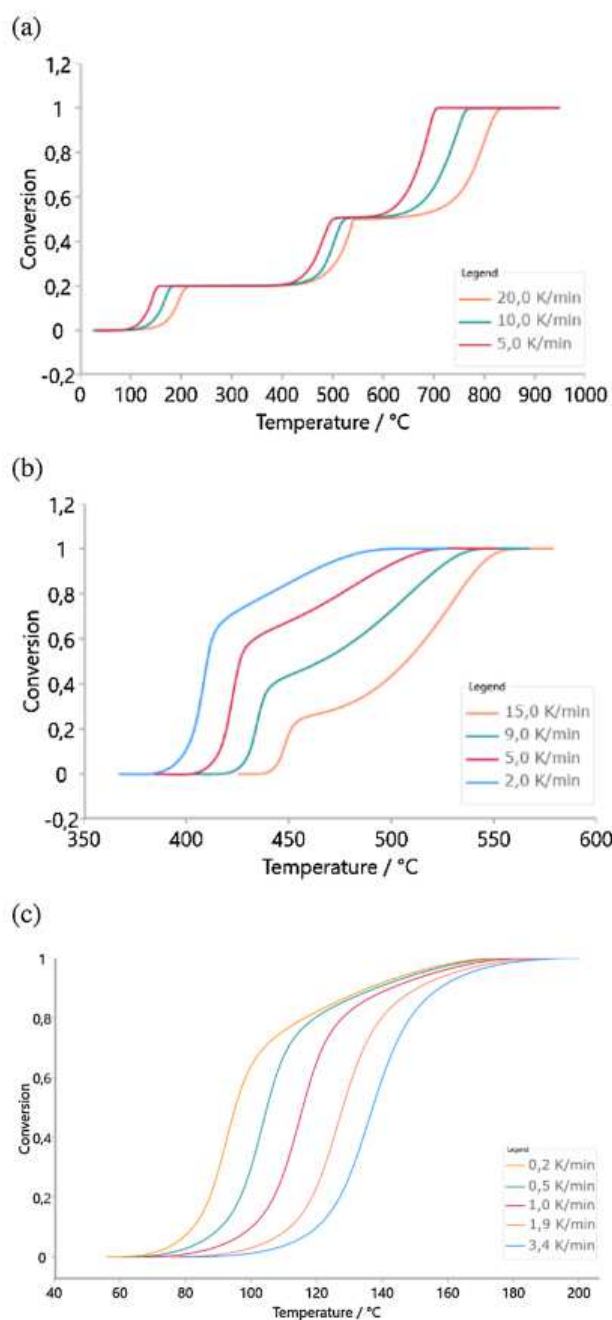 (a)
1,2
1
0,8
0,6
0,4
0,2
0
-0,2
Conversion
0 100 200 300 400 500 600 700 800 900 1000
Temperature / °C
Legend
20,0 K/min
10,0 K/min
5,0 K/min
(b)
1,2
1
0,8
0,6
0,4
0,2
0
-0,2
Conversion
350 400 450 500 550 600
Temperature / °C
Legend
15,0 K/min
9,0 K/min
5,0 K/min
2,0 K/min
(c)
1
0,8
0,6
0,4
0,2
0
Conversion
40 60 80 100 120 140 160 180 200
Temperature / °C
Legend
0,2 K/min
0,5 K/min
1,0 K/min
1,9 K/min
3,4 K/min